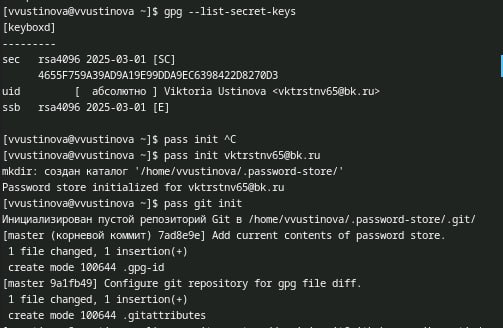 [vvustinova@vvustinova ~]$ gpg --list-secret-keys
[keyboxd]
---------
sec   rsa4096 2025-03-01 [SC]
      4655F759A39AD9A19E99DDA9EC6398422D8270D3
uid         [  абсолютно ] Viktoria Ustinova <vktrstnv65@bk.ru>
ssb   rsa4096 2025-03-01 [E]

[vvustinova@vvustinova ~]$ pass init ^C
[vvustinova@vvustinova ~]$ pass init vktrstnv65@bk.ru
mkdir: создан каталог '/home/vvustinova/.password-store/'
Password store initialized for vktrstnv65@bk.ru
[vvustinova@vvustinova ~]$ pass git init
Инициализирован пустой репозиторий Git в /home/vvustinova/.password-store/.git/
[master (корневой коммит) 7ad8e9e] Add current contents of password store.
 1 file changed, 1 insertion(+)
 create mode 100644 .gpg-id
[master 9a1fb49] Configure git repository for gpg file diff.
 1 file changed, 1 insertion(+)
 create mode 100644 .gitattributes